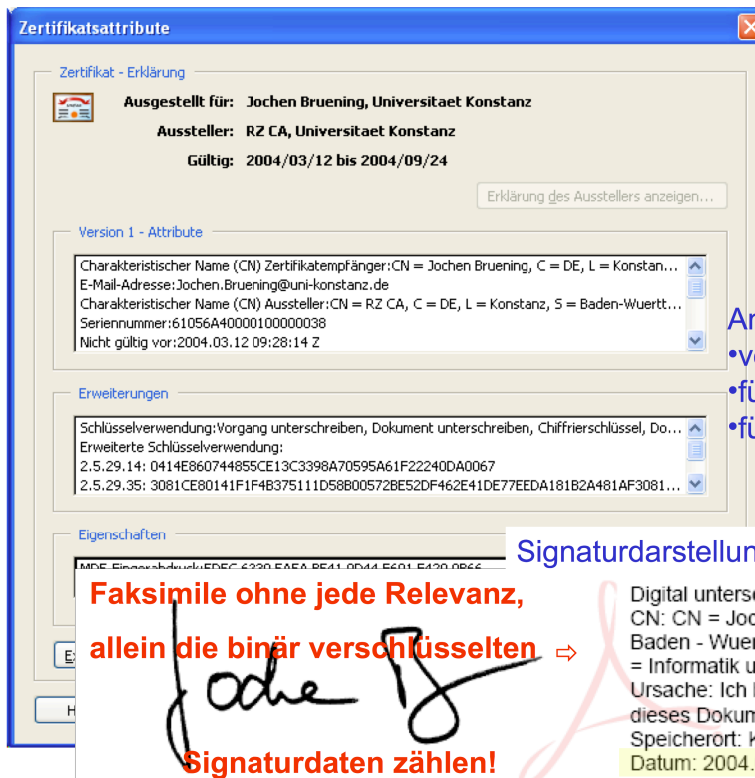 Zertifikatsattribute
Zertifikat - Erklärung
Ausgestellt für: Jochen Bruening, Universitaet Konstanz
Aussteller: RZ CA, Universitaet Konstanz
Gültig: 2004/03/12 bis 2004/09/24
Erklärung des Ausstellers anzeigen...
Version 1 - Attribute
Charakteristischer Name (CN) Zertifikatempfänger:CN = Jochen Bruening, C = DE, L = Konstan...
E-Mail-Adresse:Jochen.Bruening@uni-konstanz.de
Charakteristischer Name (CN) Aussteller:CN = RZ CA, C = DE, L = Konstanz, S = Baden-Wuertt...
Seriennummer:61056A40000100000038
Nicht gültig vor:2004.03.12 09:28:14 Z
Erweiterungen
Schlüsselverwendung:Vorgang unterschreiben, Dokument unterschreiben, Chiffrierschlüssel, Do...
Erweiterte Schlüsselverwendung:
2.5.29.14: 0414E860744855CE13C3398A70595A61F22240DA0067
2.5.29.35: 3081CE80141F1F4B375111D58B00572BE52DF462E41DE77EEDA181B2A481AF3081...
Eigenschaften
Signaturdarstellun
Faksimile ohne jede Relevanz,
allein die binär verschlüsselten ⇨
Signaturdaten zählen!
Digital unters
CN: CN = Joc
Baden - Wuer
= Informatik u
Ursache: Ich
dieses Dokum
Speicherort:
Datum: 2004.